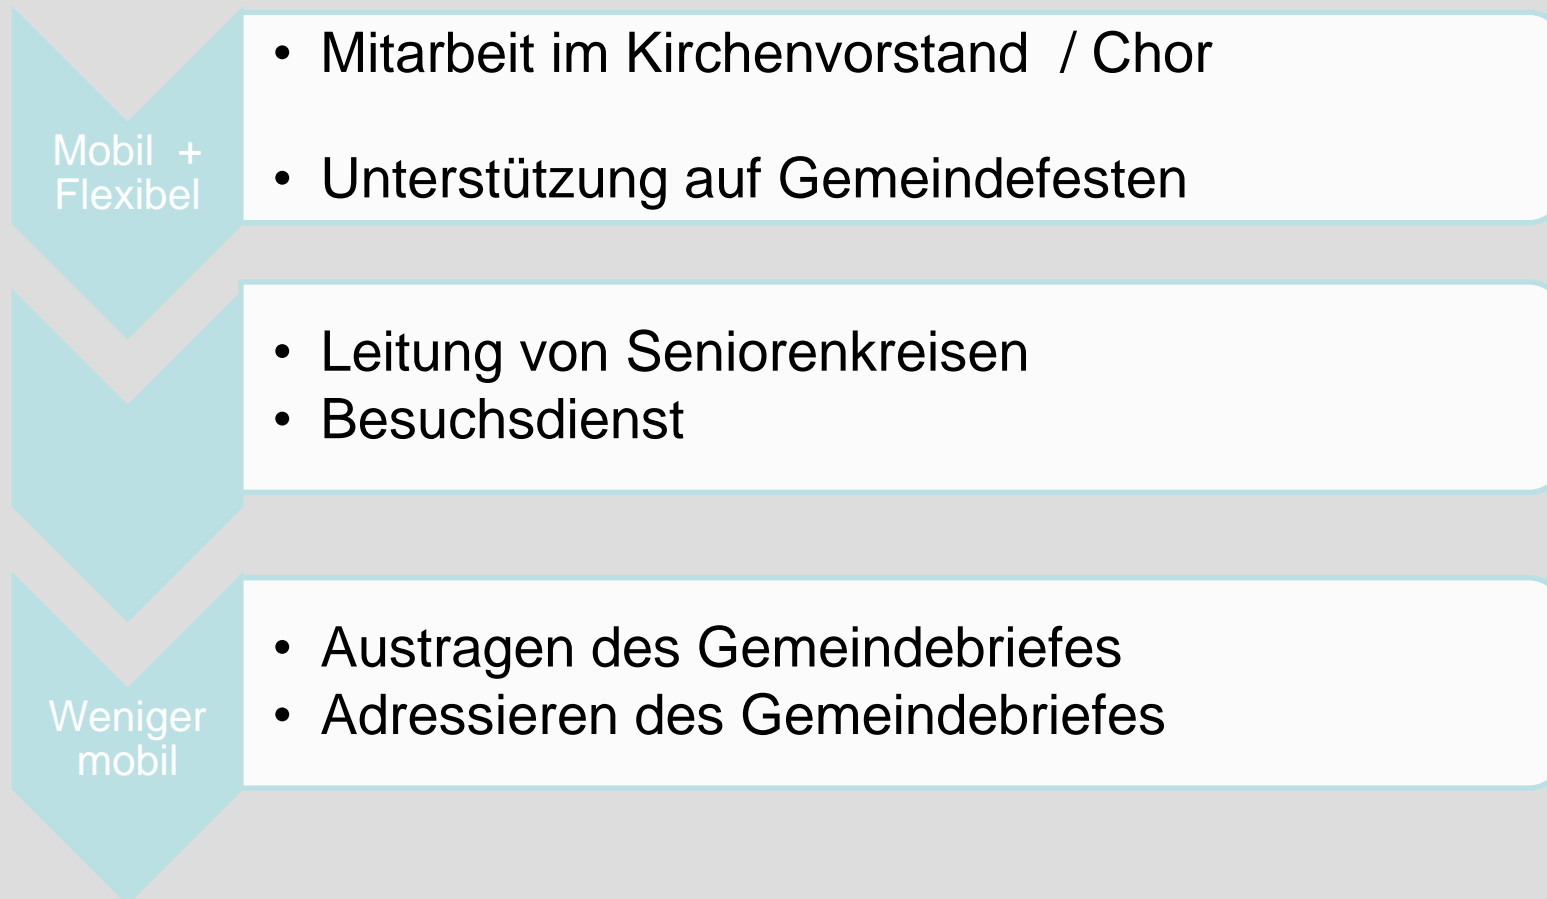 Mobil +
Flexibel
• Mitarbeit im Kirchenvorstand / Chor
• Unterstützung auf Gemeindefesten
• Leitung von Seniorenkreisen
• Besuchsdienst
Weniger
mobil
• Austragen des Gemeindebriefes
• Adressieren des Gemeindebriefes